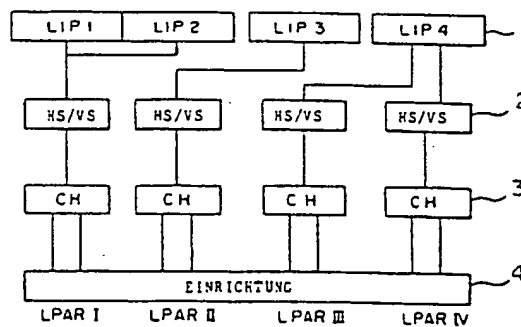 LIP 1 LIP 2 LIP 3 LIP 4
HS/VS HS/VS HS/VS HS/VS 2
CH CH CH CH 3
EINRICHTUNG 4
LPAR I LPAR II LPAR III LPAR IV